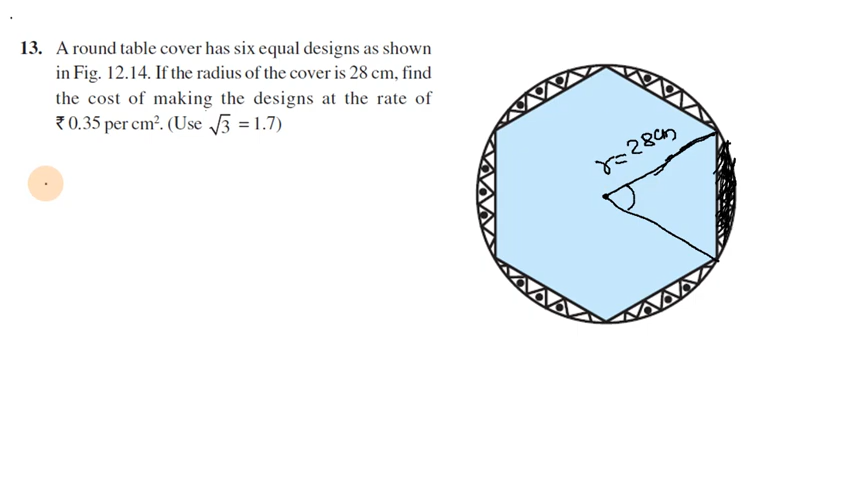 13. A round table cover has six equal designs as shown
in Fig. 12.14. If the radius of the cover is 28 cm, find
the cost of making the designs at the rate of
₹ 0.35 per cm². (Use √3 = 1.7)
r=28cm